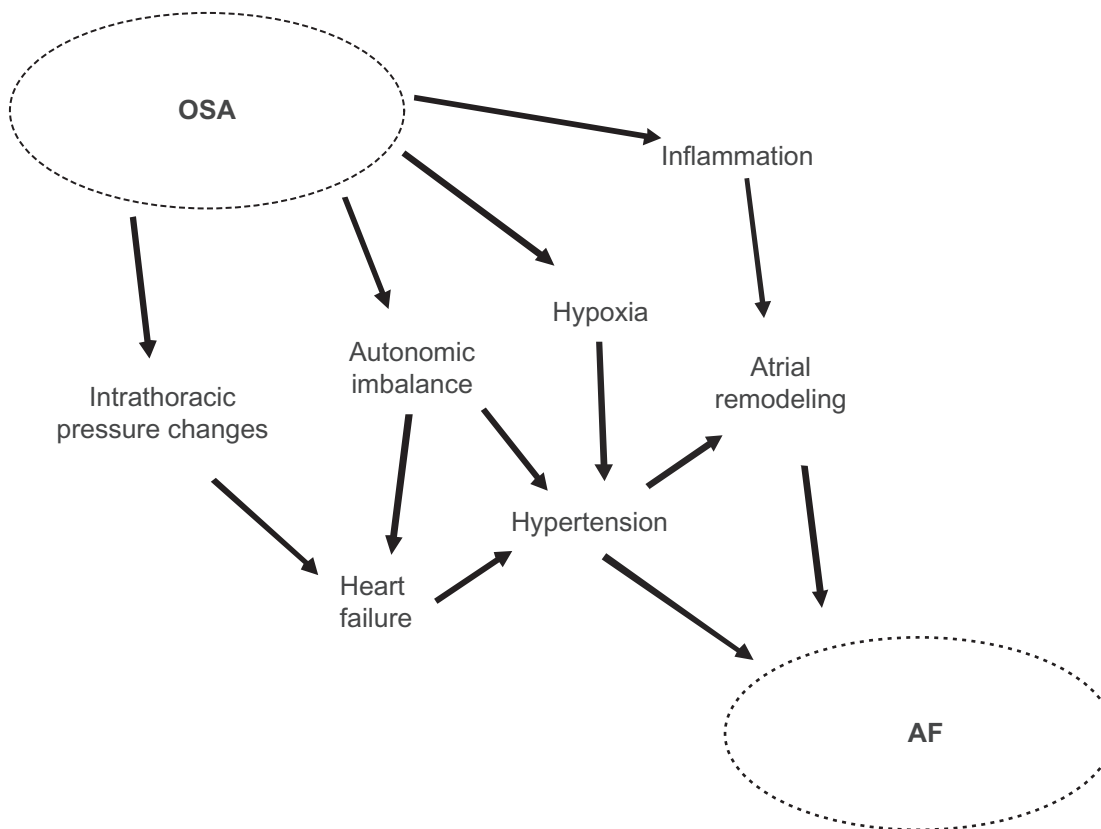 OSA
Inflammation
Hypoxia
Autonomic
imbalance
Atrial
remodeling
Intrathoracic
pressure changes
Hypertension
Heart
failure
AF